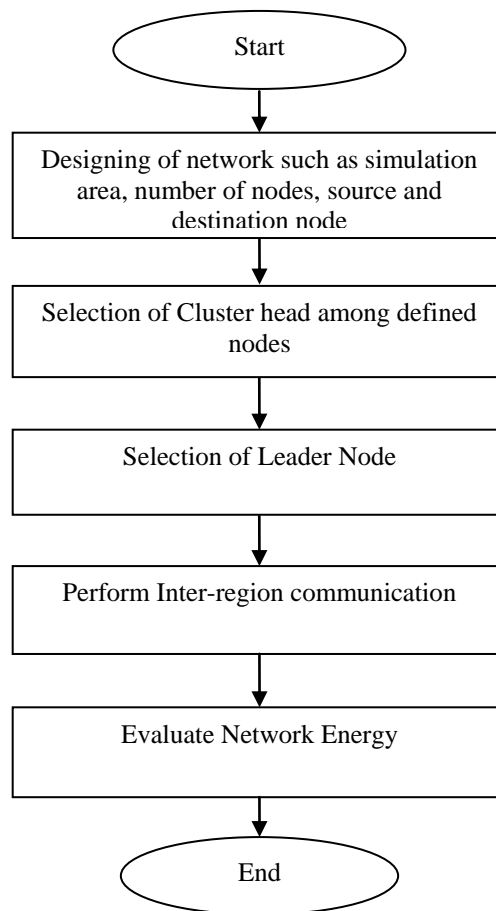 Start
Designing of network such as simulation
area, number of nodes, source and
destination node
Selection of Cluster head among defined
nodes
Selection of Leader Node
Perform Inter-region communication
Evaluate Network Energy
End